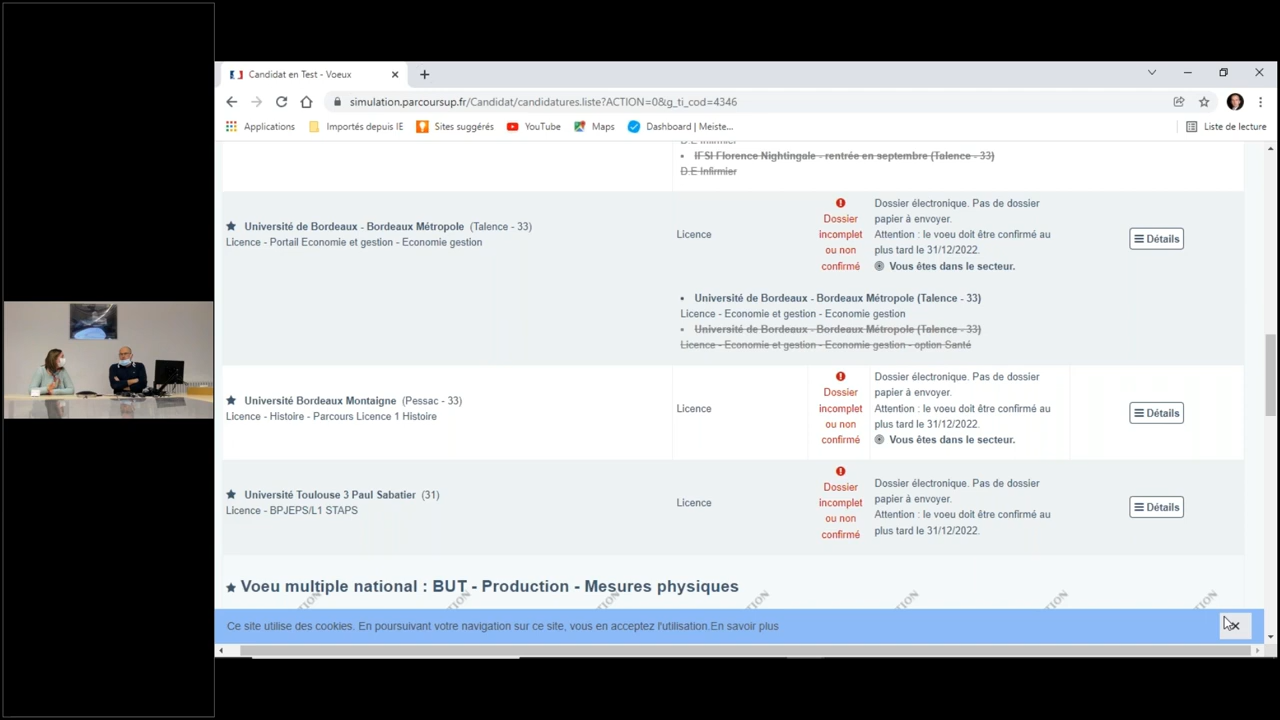 Candidat en Test - Voeux
simulation.parcoursup.fr/Candidat/candidatures.liste?ACTION=0&g_ti_cod=4346
Applications
Importés depuis IE
Sites suggérés
YouTube
Maps
Dashboard | Meiste...
Liste de lecture
D.E Infirmier
IFSI Florence Nightingale - rentrée en septembre (Talence - 33)
D.E Infirmier
Université de Bordeaux - Bordeaux Métropole (Talence - 33)
Licence - Portail Economie et gestion - Economie gestion
Licence
Dossier
incomplet
ou non
confirmé
Dossier électronique. Pas de dossier
papier à envoyer.
Attention : le voeu doit être confirmé au
plus tard le 31/12/2022.
Vous êtes dans le secteur.
Détails
Université de Bordeaux - Bordeaux Métropole (Talence - 33)
Licence - Economie et gestion - Economie gestion
Université de Bordeaux - Bordeaux Métropole (Talence - 33)
Licence - Economie et gestion - Economie gestion - option Santé
Université Bordeaux Montaigne (Pessac - 33)
Licence - Histoire - Parcours Licence 1 Histoire
Licence
Dossier
incomplet
ou non
confirmé
Dossier électronique. Pas de dossier
papier à envoyer.
Attention : le voeu doit être confirmé au
plus tard le 31/12/2022.
Vous êtes dans le secteur.
Détails
Université Toulouse 3 Paul Sabatier (31)
Licence - BPJEPS/L1 STAPS
Licence
Dossier
incomplet
ou non
confirmé
Dossier électronique. Pas de dossier
papier à envoyer.
Attention : le voeu doit être confirmé au
plus tard le 31/12/2022.
Détails
Voeu multiple national : BUT - Production - Mesures physiques
Ce site utilise des cookies. En poursuivant votre navigation sur ce site, vous en acceptez l'utilisation.En savoir plus